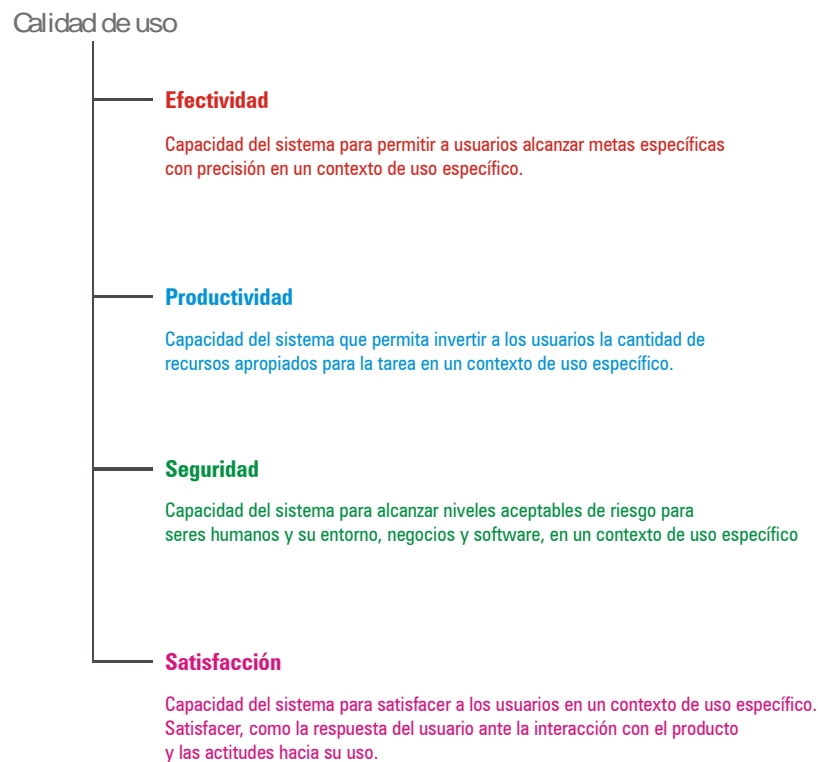 Calidad de uso
Efectividad
Capacidad del sistema para permitir a usuarios alcanzar metas específicas
con precisión en un contexto de uso específico.
Productividad
Capacidad del sistema que permita invertir a los usuarios la cantidad de
recursos apropiados para la tarea en un contexto de uso específico.
Seguridad
Capacidad del sistema para alcanzar niveles aceptables de riesgo para
seres humanos y su entorno, negocios y software, en un contexto de uso específico
Satisfacción
Capacidad del sistema para satisfacer a los usuarios en un contexto de uso específico.
Satisfacer, como la respuesta del usuario ante la interacción con el producto
y las actitudes hacia su uso.